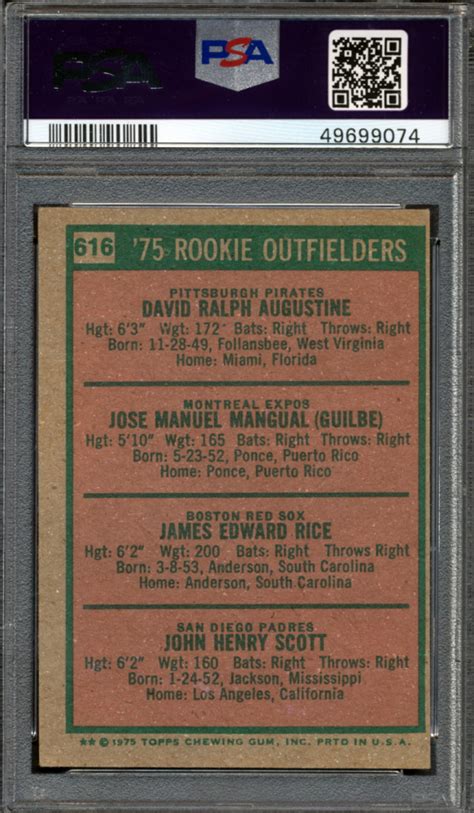 PSA
PSA
PSA PSA PSA
49699074
616 '75 ROOKIE OUTFIELDERS
PITTSBURGH PIRATES
DAVID RALPH AUGUSTINE
Hgt: 6'3" Wgt: 172 Bats: Right Throws: Right
Born: 11-28-49, Follansbee, West Virginia
Home: Miami, Florida
MONTREAL EXPOS
JOSE MANUEL MANGUAL (GUILBE)
Hgt: 5'10" Wgt: 165 Bats: Right Throws: Right
Born: 5-23-52, Ponce, Puerto Rico
Home: Ponce, Puerto Rico
BOSTON RED SOX
JAMES EDWARD RICE
Hgt: 6'2" Wgt: 200 Bats: Right Throws Right
Born: 3-8-53, Anderson, South Carolina
Home: Anderson, South Carolina
SAN DIEGO PADRES
JOHN HENRY SCOTT
Hgt: 6'2" Wgt: 160 Bats: Right Throws: Right
Born: 1-24-52, Jackson, Mississippi
Home: Los Angeles, California
★★ © 1975 TOPPS CHEWING GUM, INC. PRTD IN U.S.A.